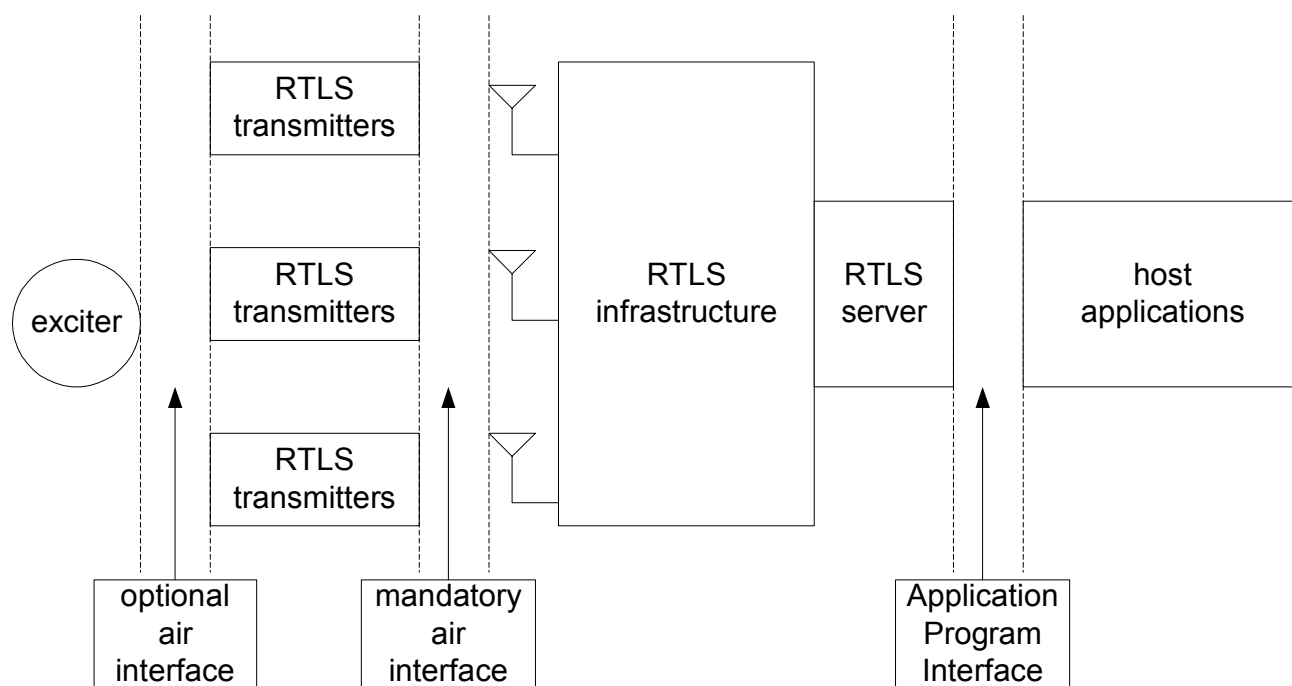 RTLS
transmitters
RTLS
transmitters
RTLS
transmitters
exciter
RTLS
infrastructure
RTLS
server
host
applications
optional
air
interface
mandatory
air
interface
Application
Program
Interface